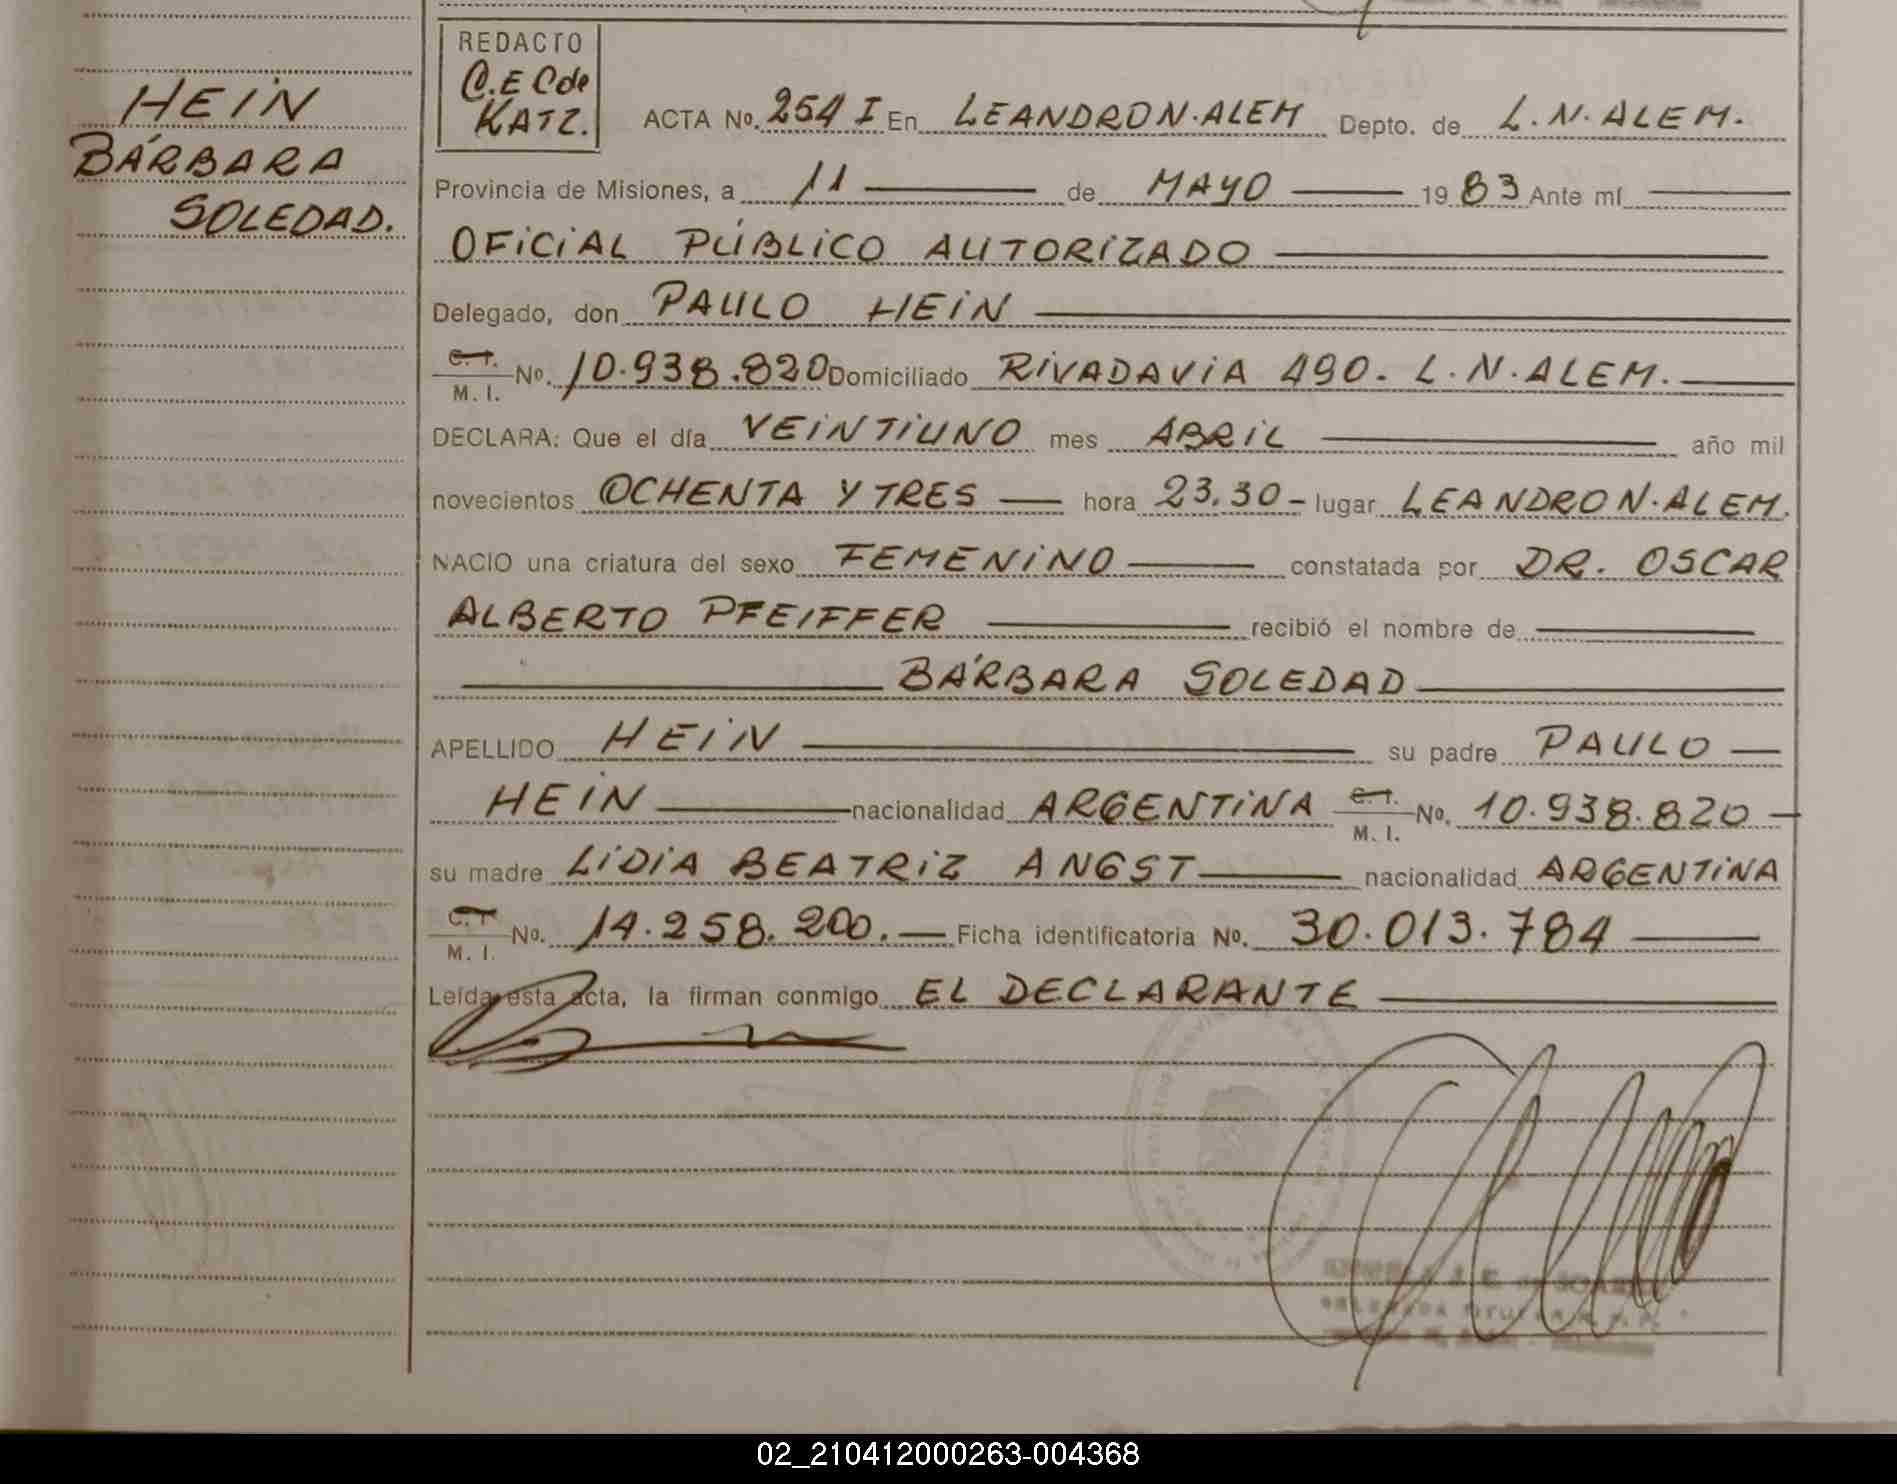 REDACTO
C.E C de
KATZ.
HEIN
BÁRBARA
SOLEDAD.
ACTA No. 254 I En LEANDRO N. ALEM Depto. de L.N. ALEM.
Provincia de Misiones, a 11 de MAYO 1983 Ante mí
OFICIAL PÚBLICO AUTORIZADO
Delegado, don PAULO HEIN
C. I. M. I. No. 10.938.820 Domiciliado RIVADAVIA 490. L.N. ALEM.
DECLARA: Que el día VEINTIUNO mes ABRIL año mil
novecientos OCHENTA Y TRES hora 23.30 - lugar LEANDRO N. ALEM.
NACIO una criatura del sexo FEMENINO constatada por DR. OSCAR
ALBERTO PFEIFFER recibió el nombre de
BÁRBARA SOLEDAD
APELLIDO HEIN su padre PAULO
HEIN nacionalidad ARGENTINA C. I. M. I. No. 10.938.820
su madre LIDIA BEATRIZ ANGST nacionalidad ARGENTINA
C. I. M. I. No. 14.258.200. Ficha identificatoria No. 30.013.784
Leída esta acta, la firman conmigo EL DECLARANTE
02_210412000263-004368